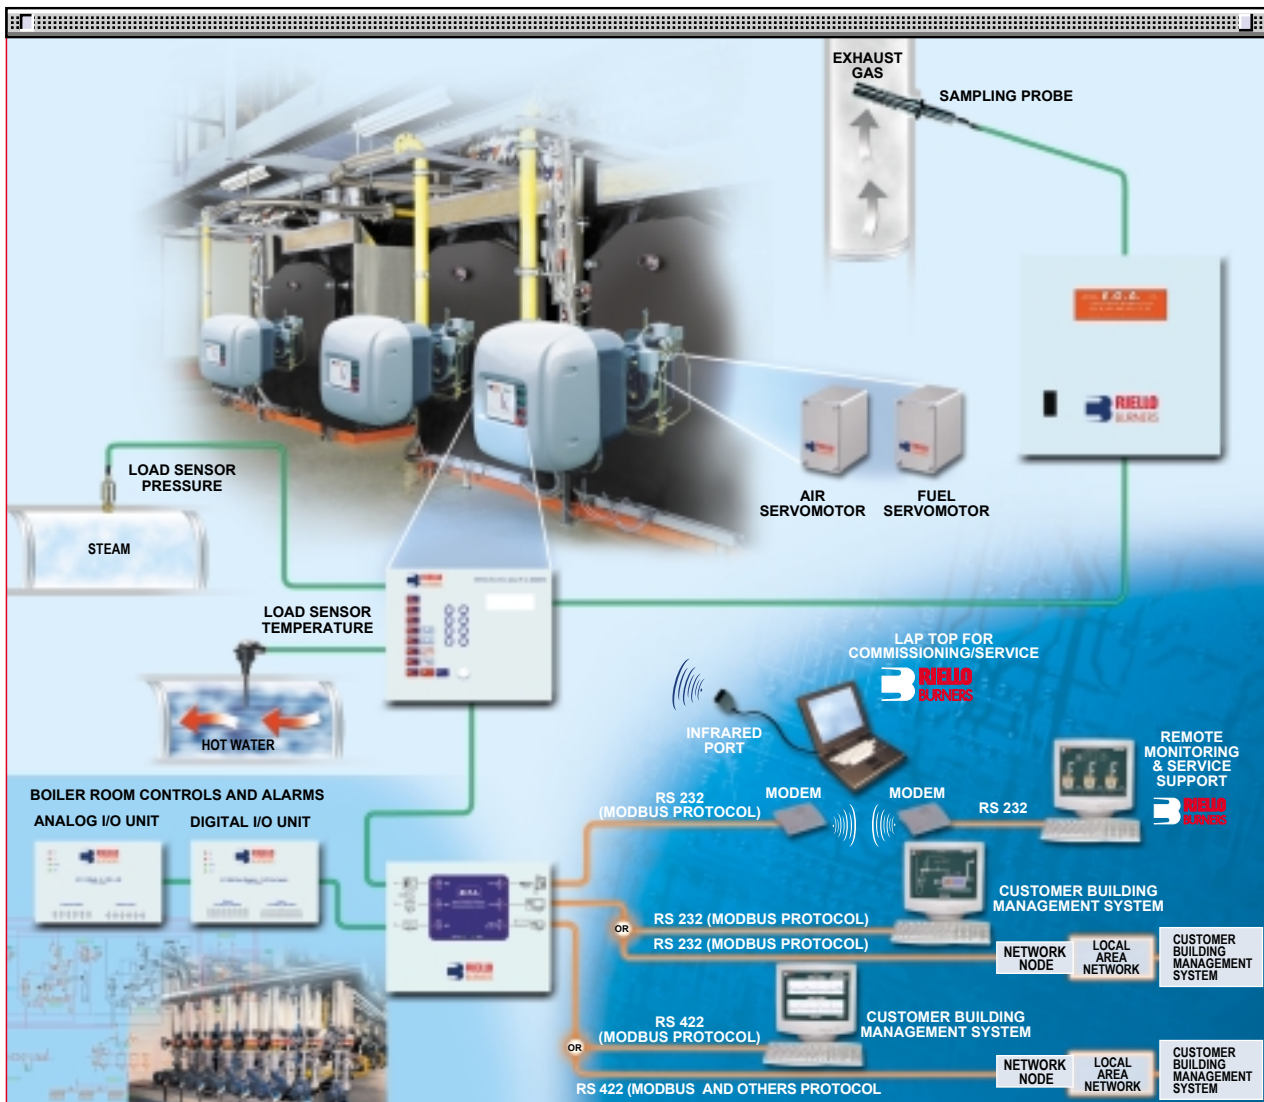 EXHAUST
GAS
SAMPLING PROBE
E.G.A.
RIELLO
BURNERS
LOAD SENSOR
PRESSURE
STEAM
AIR
SERVOMOTOR
FUEL
SERVOMOTOR
LOAD SENSOR
TEMPERATURE
HOT WATER
LAP TOP FOR
COMMISSIONING/SERVICE
RIELLO
BURNERS
INFRARED
PORT
REMOTE
MONITORING
& SERVICE
SUPPORT
RIELLO
BURNERS
BOILER ROOM CONTROLS AND ALARMS
ANALOG I/O UNIT
DIGITAL I/O UNIT
RS 232
(MODBUS PROTOCOL)
MODEM
MODEM
RS 232
CUSTOMER BUILDING
MANAGEMENT SYSTEM
OR
RS 232 (MODBUS PROTOCOL)
RS 232 (MODBUS PROTOCOL)
NETWORK
NODE
LOCAL
AREA
NETWORK
CUSTOMER
BUILDING
MANAGEMENT
SYSTEM
RIELLO
BURNERS
RS 422
(MODBUS PROTOCOL)
CUSTOMER BUILDING
MANAGEMENT SYSTEM
OR
RS 422 (MODBUS AND OTHERS PROTOCOL
NETWORK
NODE
LOCAL
AREA
NETWORK
CUSTOMER
BUILDING
MANAGEMENT
SYSTEM